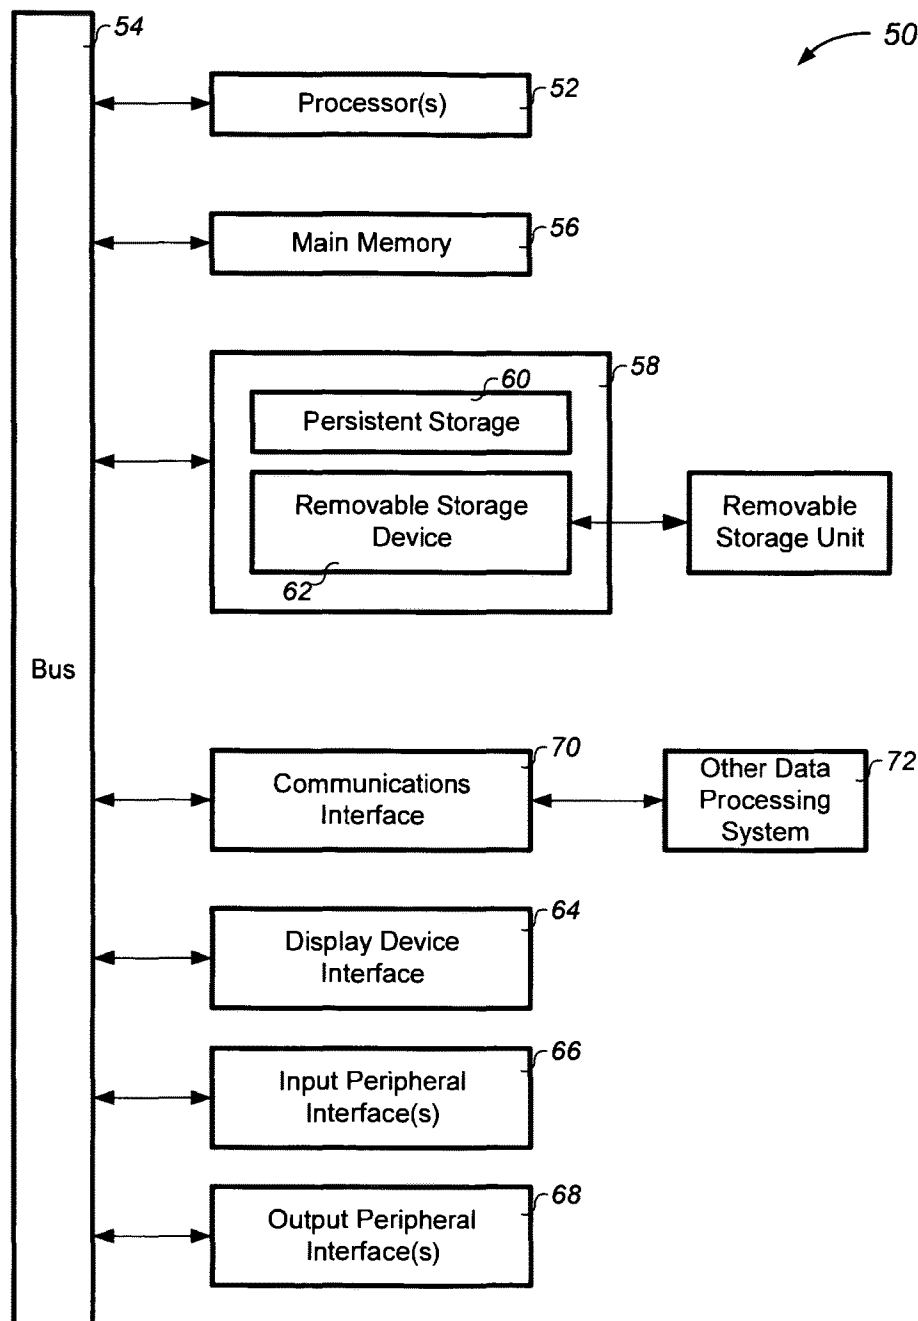 54
50
Processor(s)
52
Main Memory
56
58
60
Persistent Storage
Removable Storage
Device
62
Removable
Storage Unit
Bus
70
Communications
Interface
72
Other Data
Processing
System
64
Display Device
Interface
66
Input Peripheral
Interface(s)
68
Output Peripheral
Interface(s)